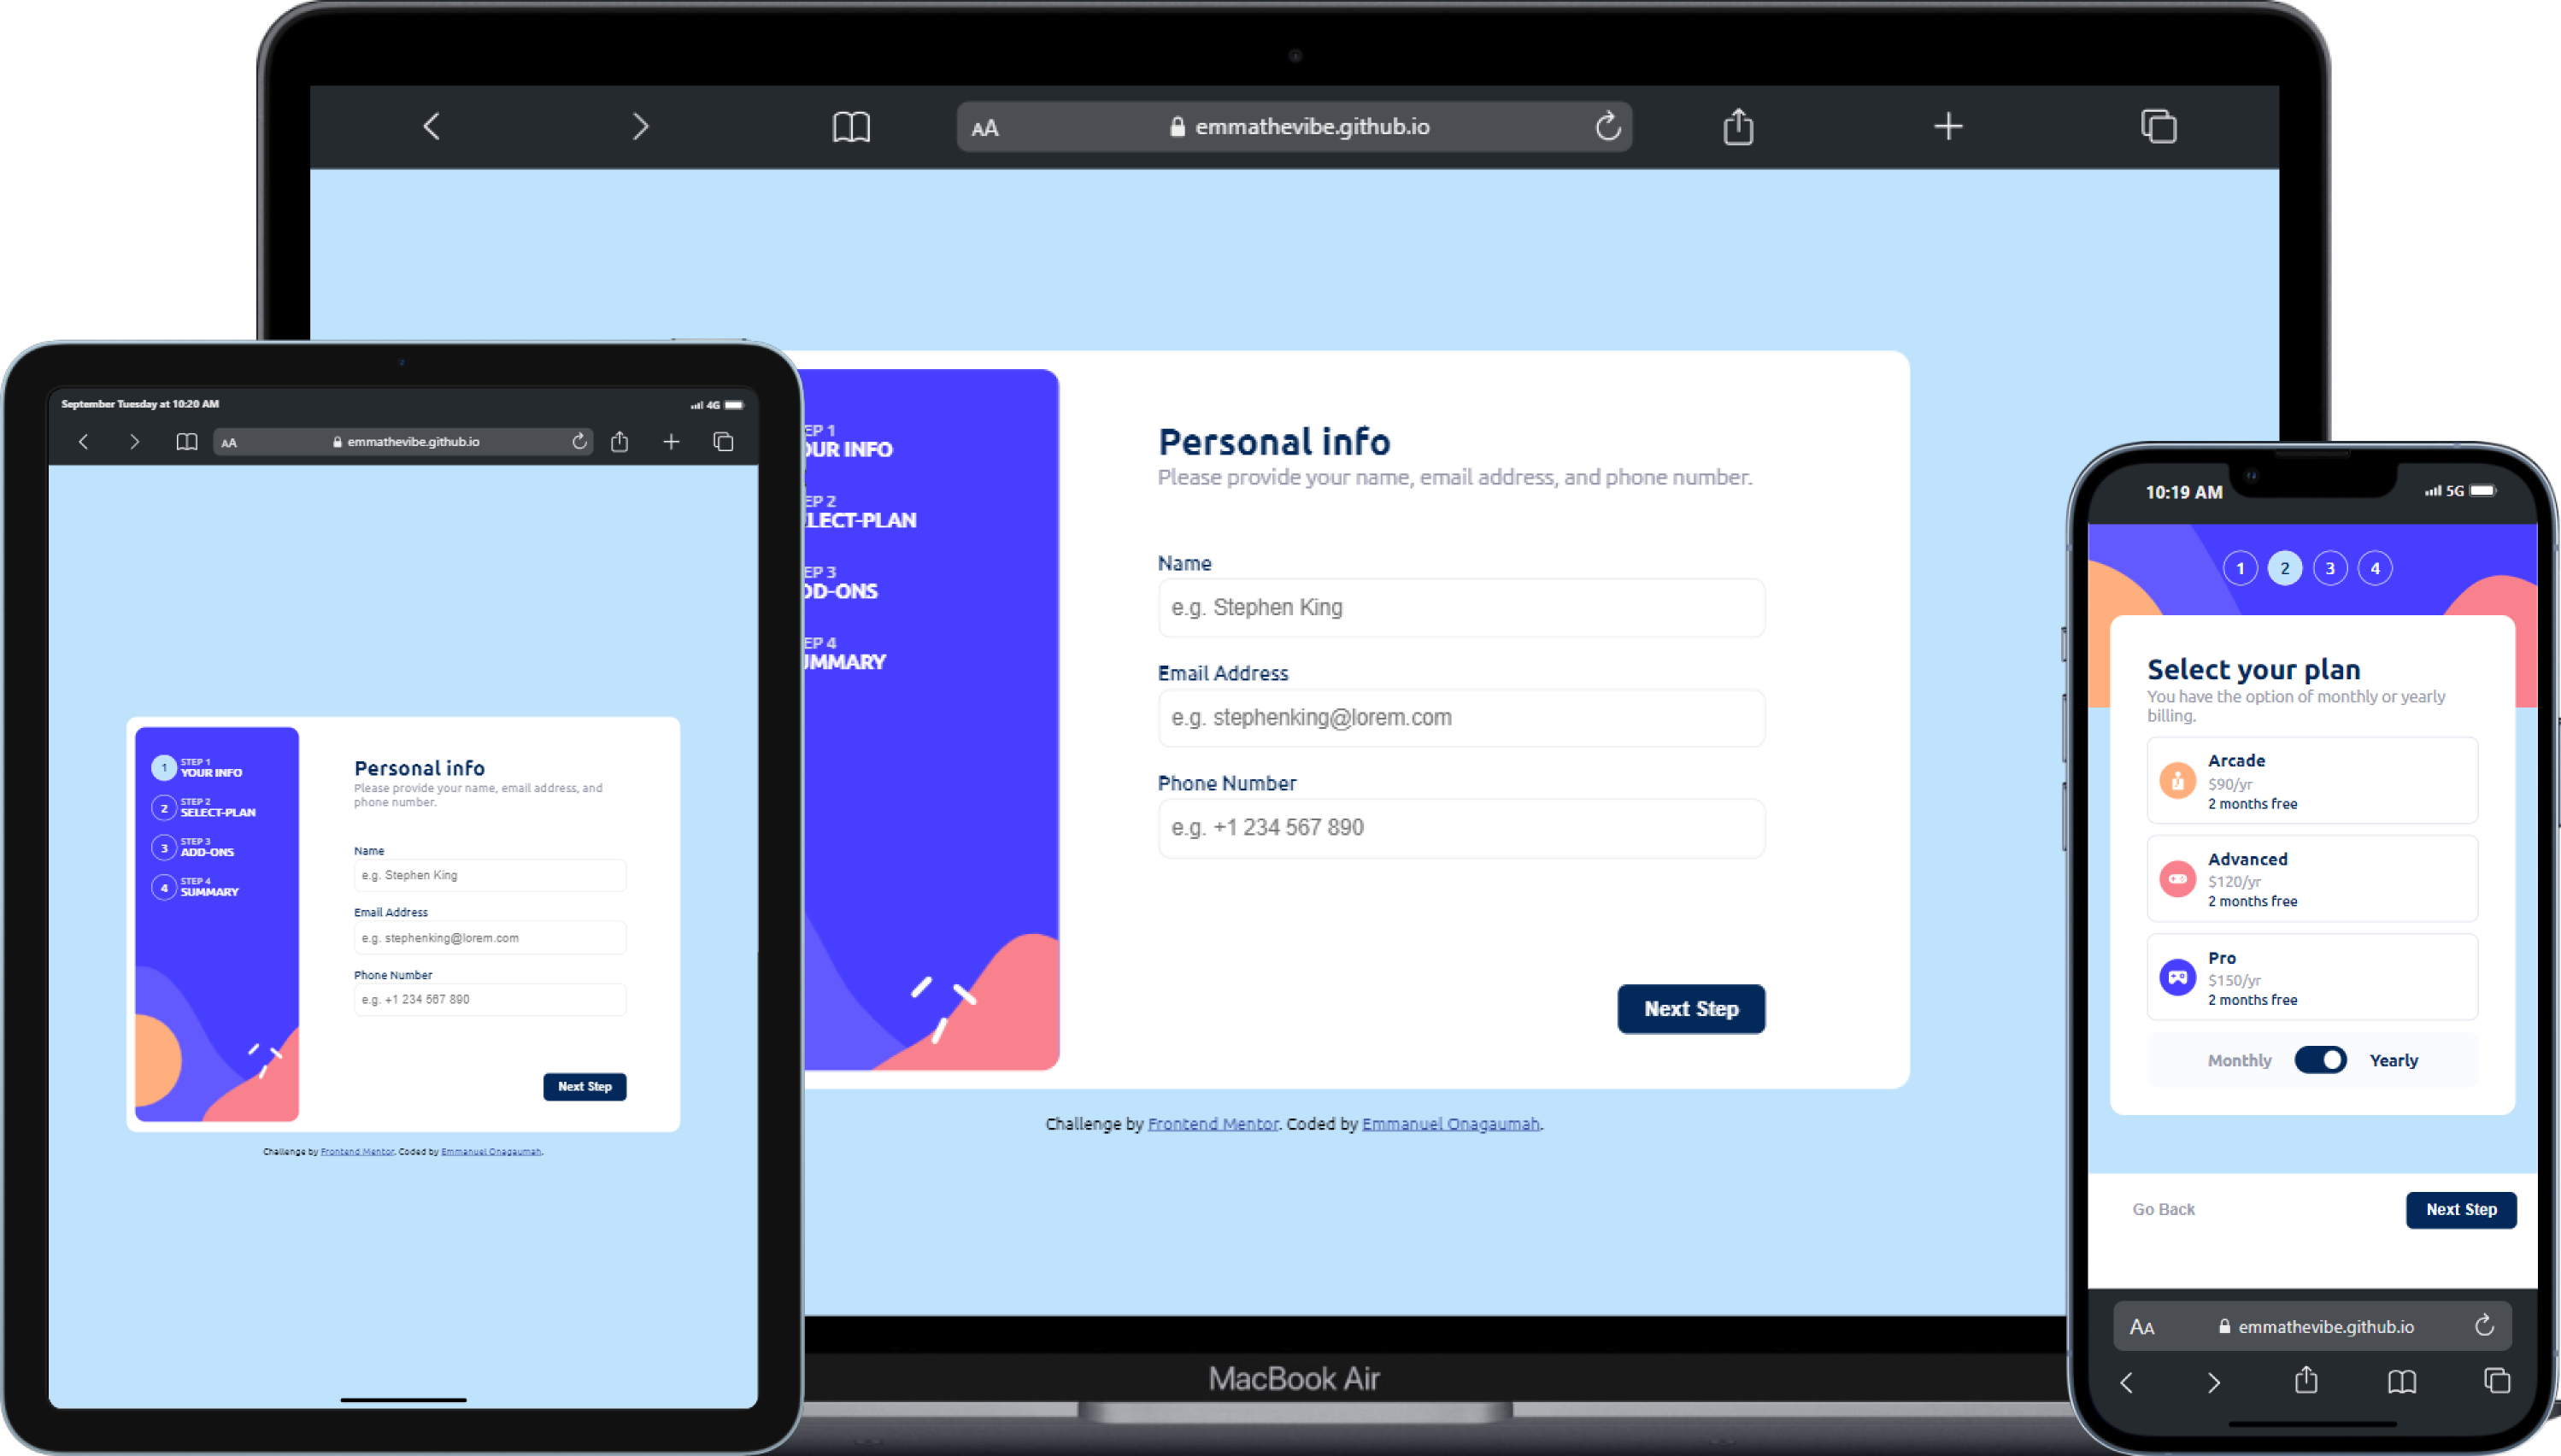 emmathevibe.github.io
AA
EP 1
OUR INFO
EP 2
LECT-PLAN
EP 3
DD-ONS
EP 4
MMARY
Personal info
Please provide your name, email address, and phone number.
Name
e.g. Stephen King
Email Address
e.g. stephenking@lorem.com
Phone Number
e.g. +1 234 567 890
Next Step
Challenge by Frontend Mentor. Coded by Emmanuel Onagaumah.
MacBook Air
September Tuesday at 10:20 AM
4G
AA
emmathevibe.github.io
1
STEP 1
YOUR INFO
2
STEP 2
SELECT-PLAN
3
STEP 3
ADD-ONS
4
STEP 4
SUMMARY
Personal info
Please provide your name, email address, and
phone number.
Name
e.g. Stephen King
Email Address
e.g. stephenking@lorem.com
Phone Number
e.g. +1 234 567 890
Next Step
Challenge by Frontend Mentor. Coded by Emmanuel Onagaumah.
10:19 AM
5G
1 2 3 4
Select your plan
You have the option of monthly or yearly
billing.
Arcade
$90/yr
2 months free
Advanced
$120/yr
2 months free
Pro
$150/yr
2 months free
Monthly Yearly
Go Back Next Step
AA
emmathevibe.github.io